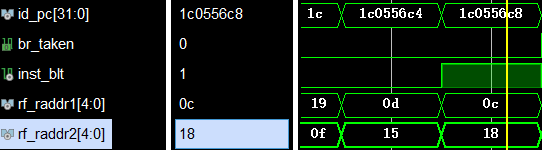 id_pc[31:0] 1c0556c8 1c 1c0556c4 1c0556c8
br_taken 0
inst_blt 1
rf_raddr1[4:0] 0c 19 0d 0c
rf_raddr2[4:0] 18 0f 15 18